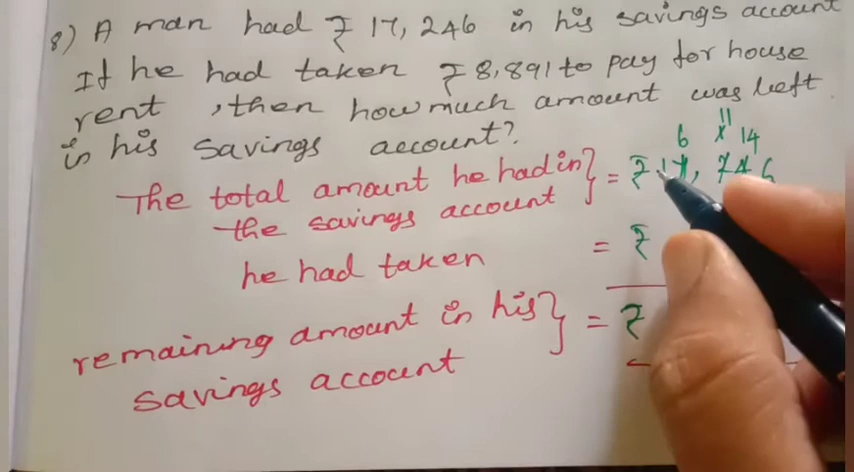 8) A man had ₹ 17,246 in his savings account
If he had taken ₹8,891 to pay for house
rent , then how much amount was left
in his savings account?
11
6 x 14
The total amount he had in } = ₹ 17, 246
the savings account
he had taken = ₹
remaining amount in his } = ₹
savings account